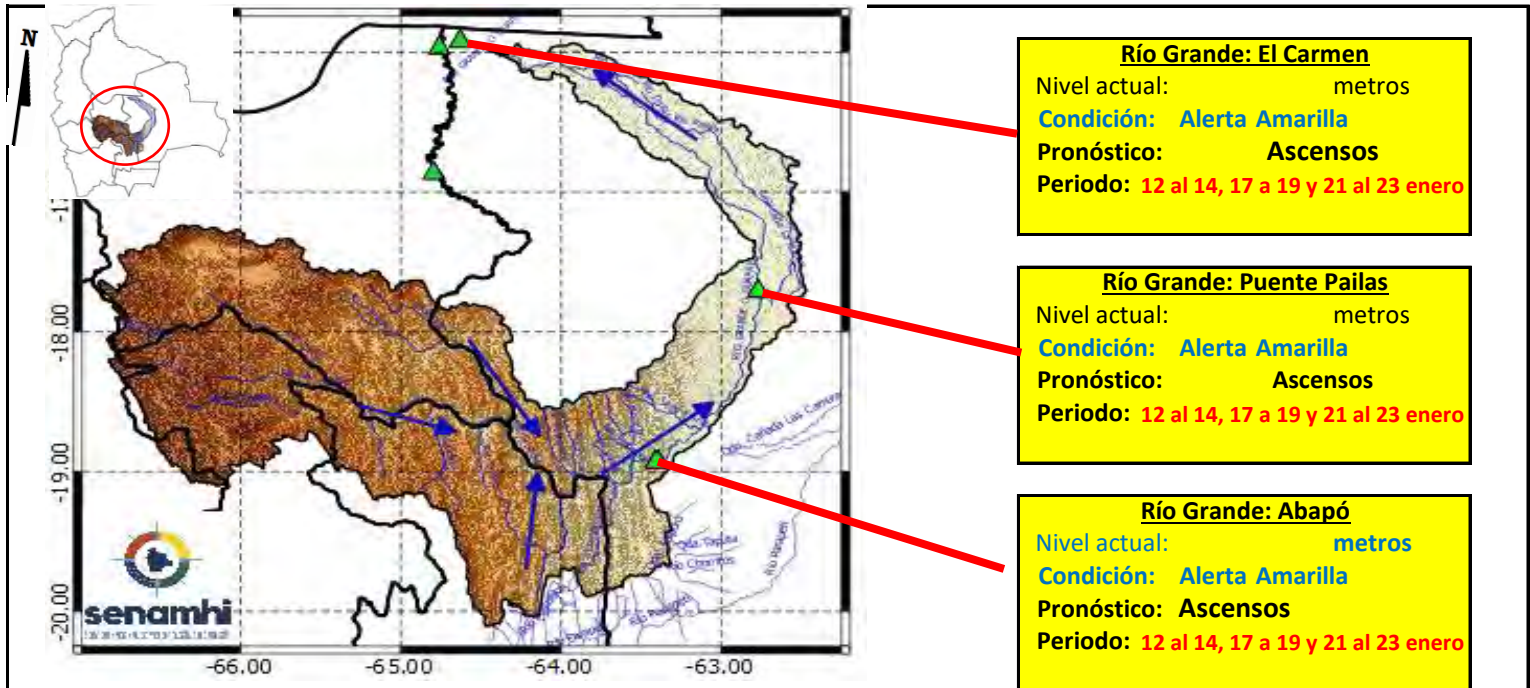 N
Río Grande: El Carmen
Nivel actual: metros
Condición: Alerta Amarilla
Pronóstico: Ascensos
Periodo: 12 al 14, 17 a 19 y 21 al 23 enero
Río Grande: Puente Pailas
Nivel actual: metros
Condición: Alerta Amarilla
Pronóstico: Ascensos
Periodo: 12 al 14, 17 a 19 y 21 al 23 enero
Río Grande: Abapó
Nivel actual: metros
Condición: Alerta Amarilla
Pronóstico: Ascensos
Periodo: 12 al 14, 17 a 19 y 21 al 23 enero
-18.00
-19.00
-20.00
Qda. Cañada Las
senamhi
-66.00
-65.00
-64.00
-63.00